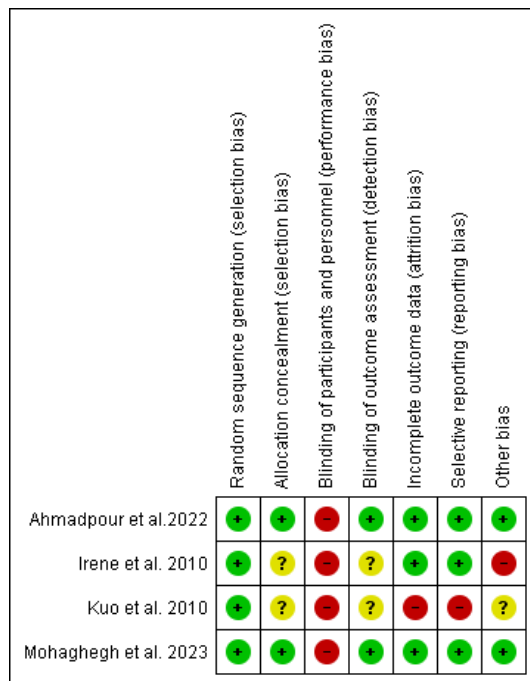 Random sequence generation (selection bias)
Allocation concealment (selection bias)
Blinding of participants and personnel (performance bias)
Blinding of outcome assessment (detection bias)
Incomplete outcome data (attrition bias)
Selective reporting (reporting bias)
Other bias
Ahmadpour et al.2022 + + - + + + +
Irene et al. 2010 + ? - ? + + -
Kuo et al. 2010 + ? - ? - - ?
Mohaghegh et al. 2023 + + - + + + +